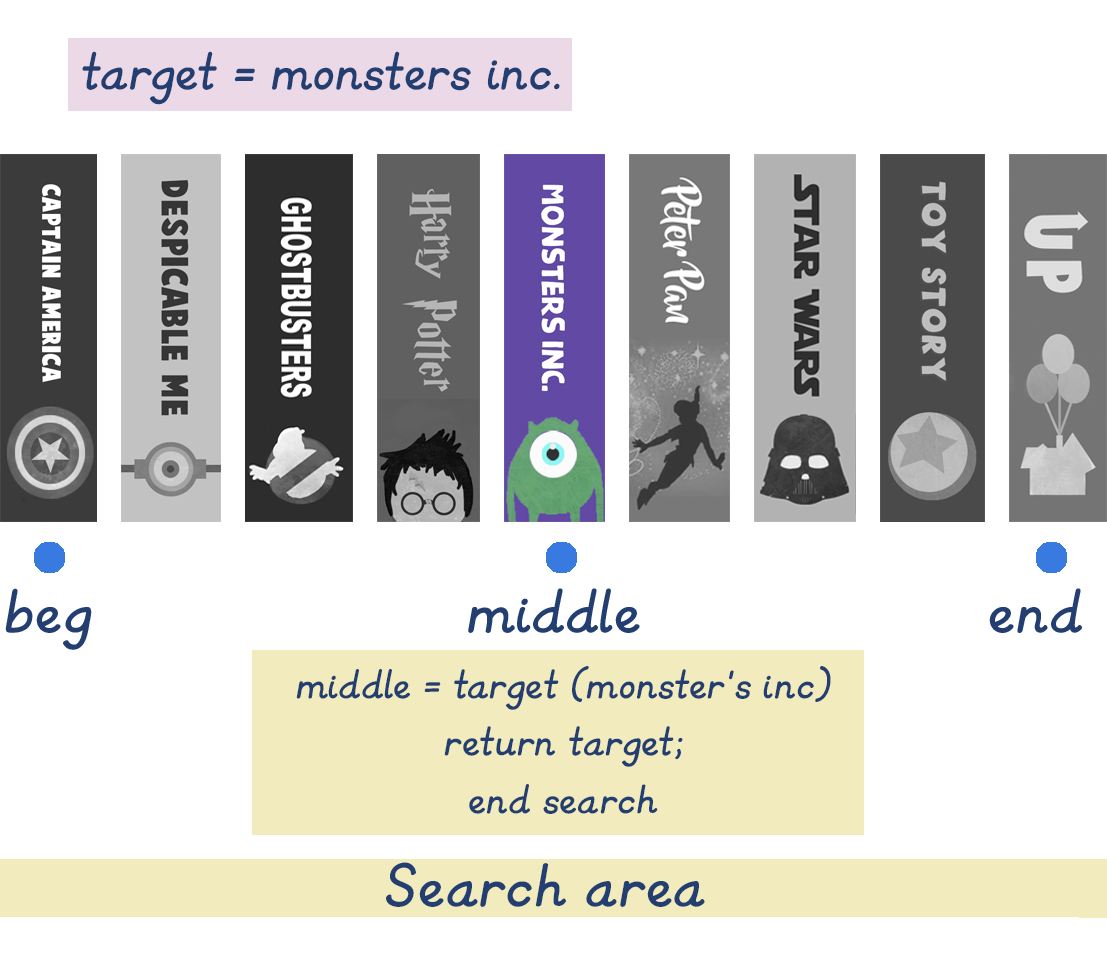 target = monsters inc.
CAPTAIN AMERICA
DESPICABLE ME
GHOSTBUSTERS
Harry Potter
MONSTERS INC.
Peter Pan
STAR WARS
TOY STORY
UP
beg
middle
end
middle = target (monster's inc)
return target;
end search
Search area